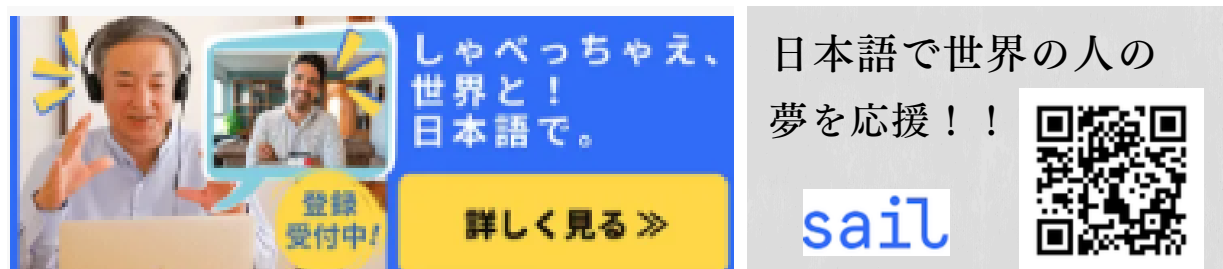 しゃべっちゃえ、
世界と！
日本語で。
登録
受付中!
詳しく見る ≫
日本語で世界の人の
夢を応援！！
sail